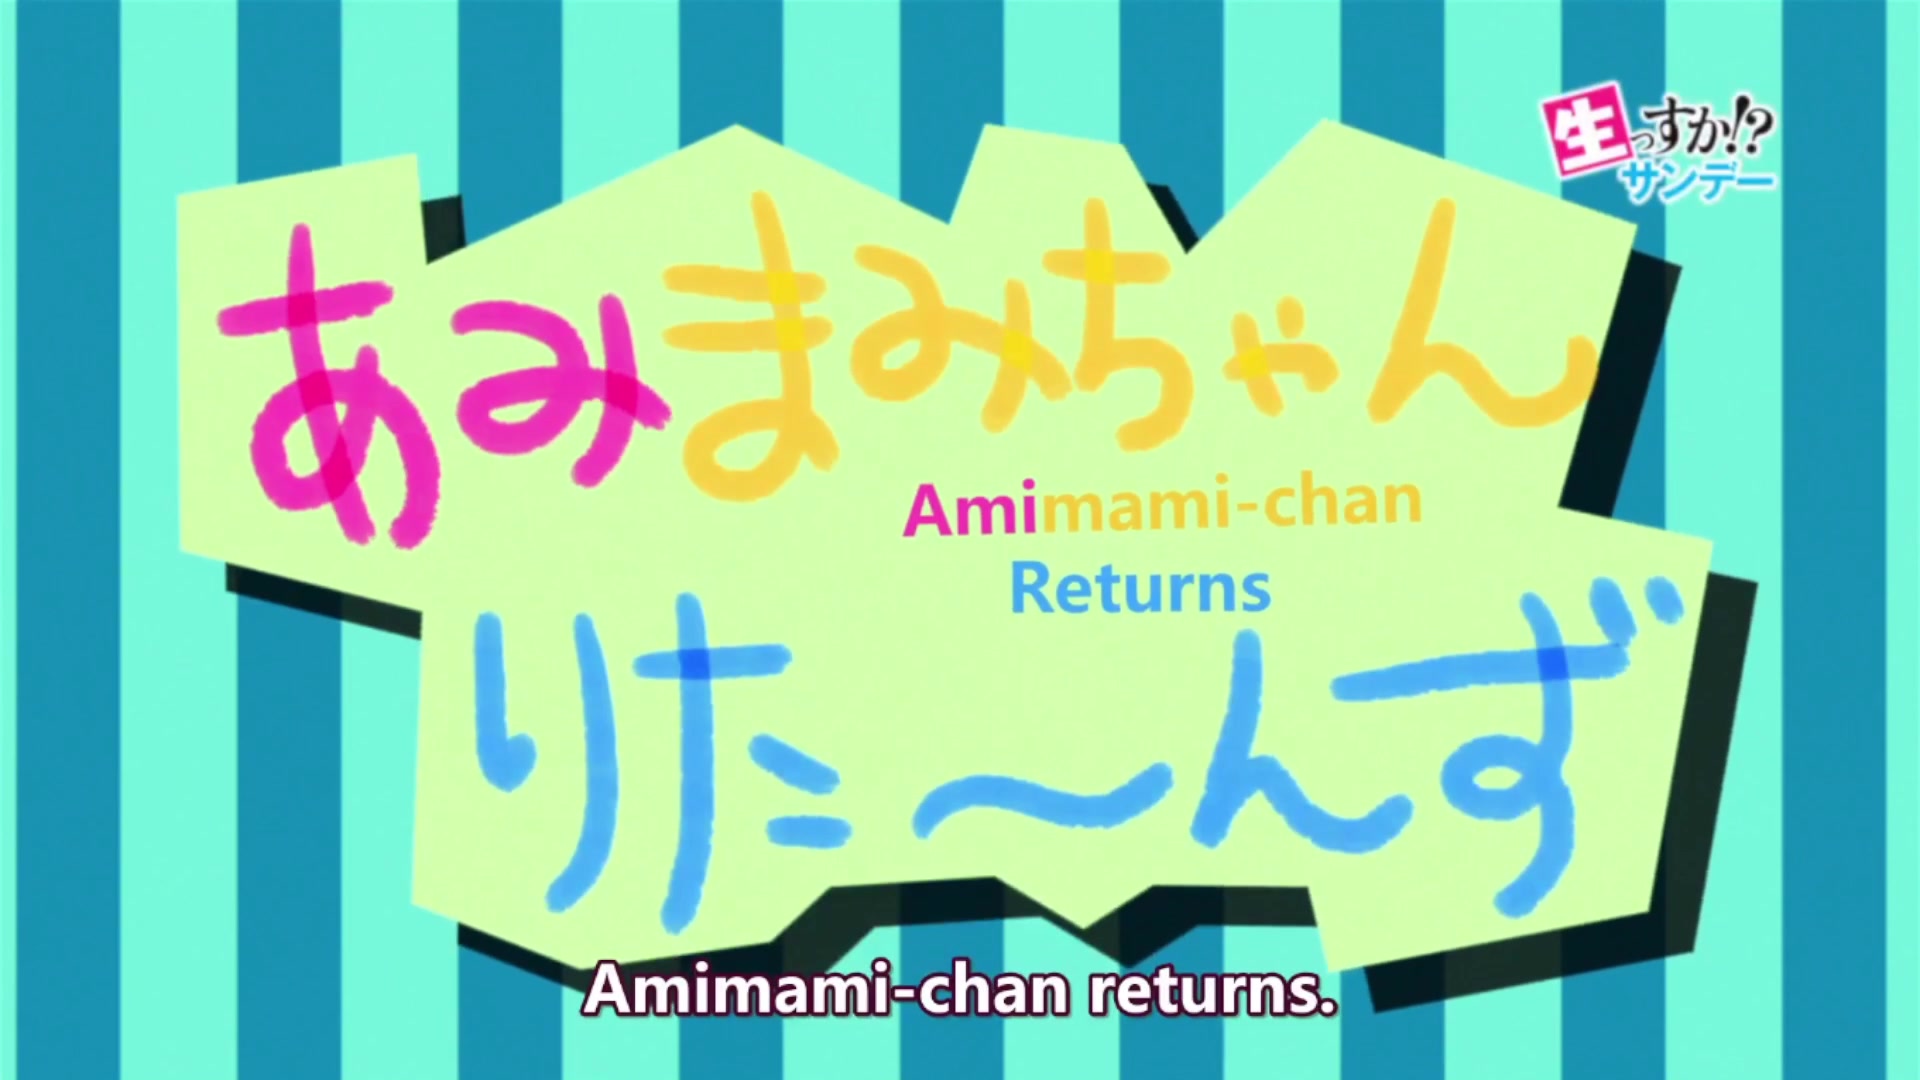 生っすか!?
サンデー
あみまみちゃん
Amimami-chan
Returns
りた〜んず
Amimami-chan returns.